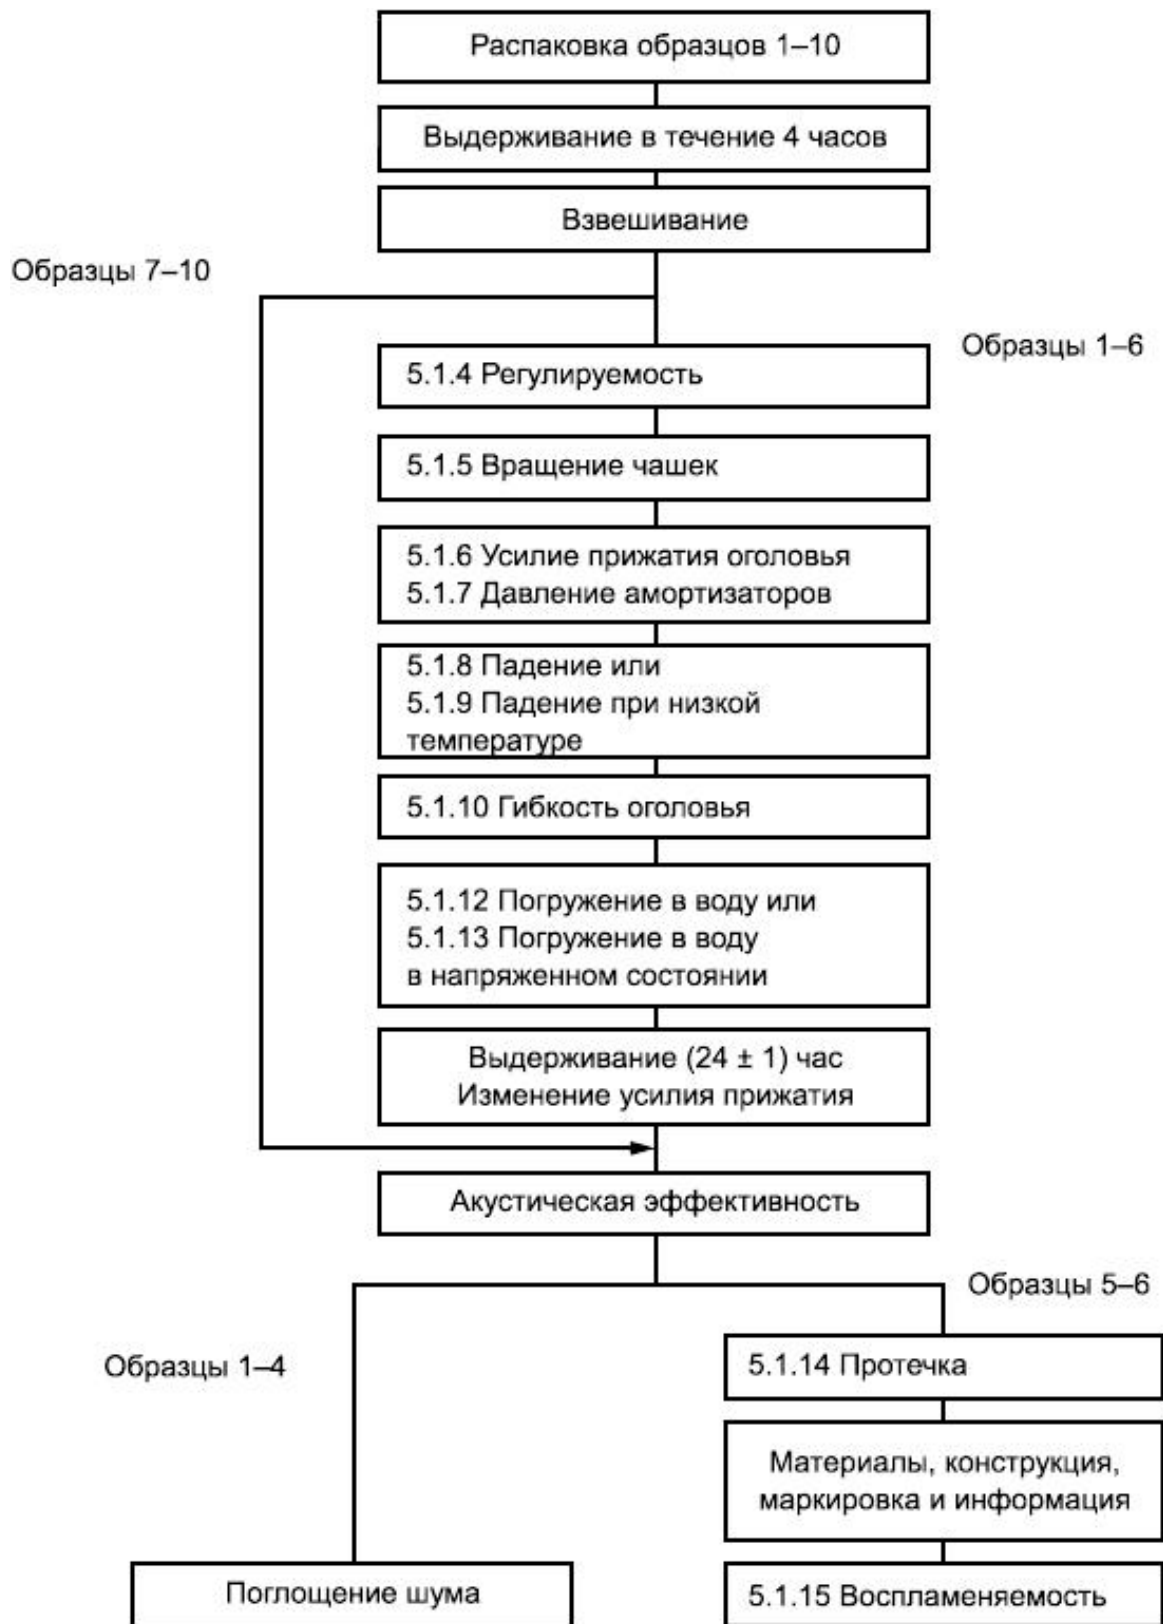 Распаковка образцов 1–10
Выдерживание в течение 4 часов
Взвешивание
Образцы 7–10
Образцы 1–6
5.1.4 Регулируемость
5.1.5 Вращение чашек
5.1.6 Усилие прижатия оголовья
5.1.7 Давление амортизаторов
5.1.8 Падение или
5.1.9 Падение при низкой
температуре
5.1.10 Гибкость оголовья
5.1.12 Погружение в воду или
5.1.13 Погружение в воду
в напряженном состоянии
Выдерживание (24 ± 1) час
Изменение усилия прижатия
Акустическая эффективность
Образцы 5–6
Образцы 1–4
5.1.14 Протечка
Материалы, конструкция,
маркировка и информация
Поглощение шума
5.1.15 Воспламеняемость